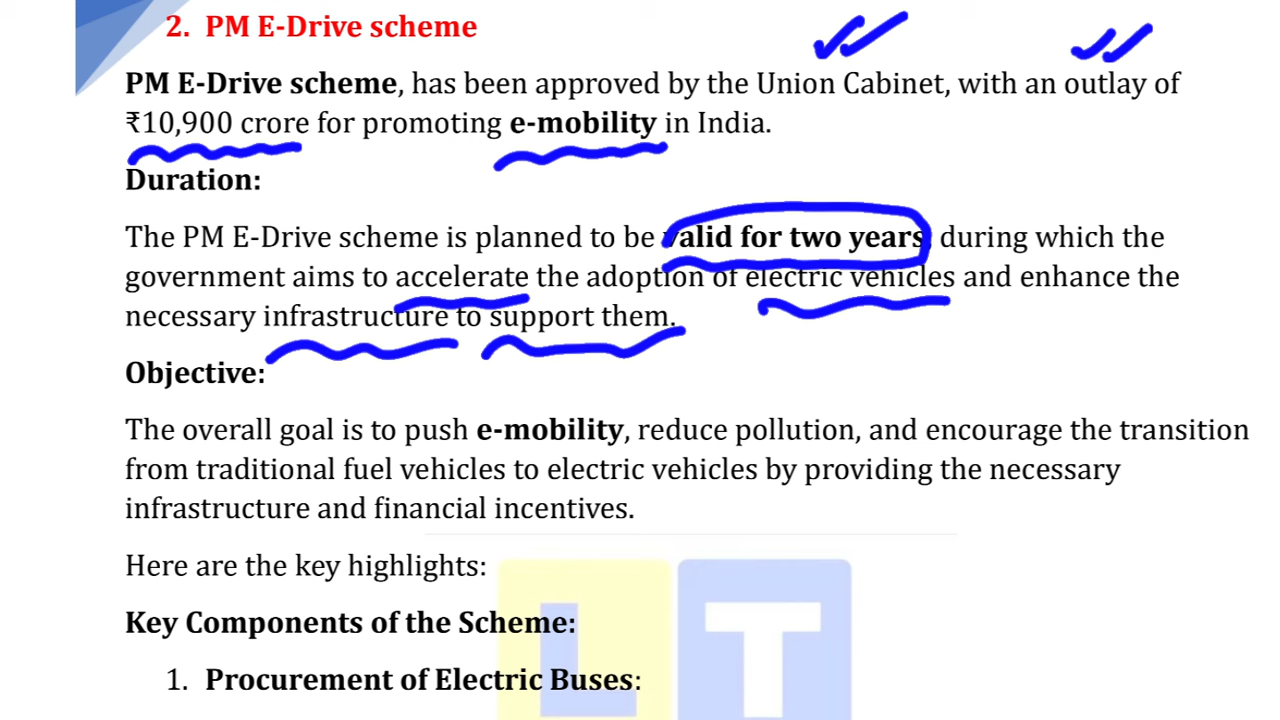 2. PM E-Drive scheme
PM E-Drive scheme, has been approved by the Union Cabinet, with an outlay of
₹10,900 crore for promoting e-mobility in India.
Duration:
The PM E-Drive scheme is planned to be valid for two years, during which the
government aims to accelerate the adoption of electric vehicles and enhance the
necessary infrastructure to support them.
Objective:
The overall goal is to push e-mobility, reduce pollution, and encourage the transition
from traditional fuel vehicles to electric vehicles by providing the necessary
infrastructure and financial incentives.
Here are the key highlights:
Key Components of the Scheme:
1. Procurement of Electric Buses:
LT